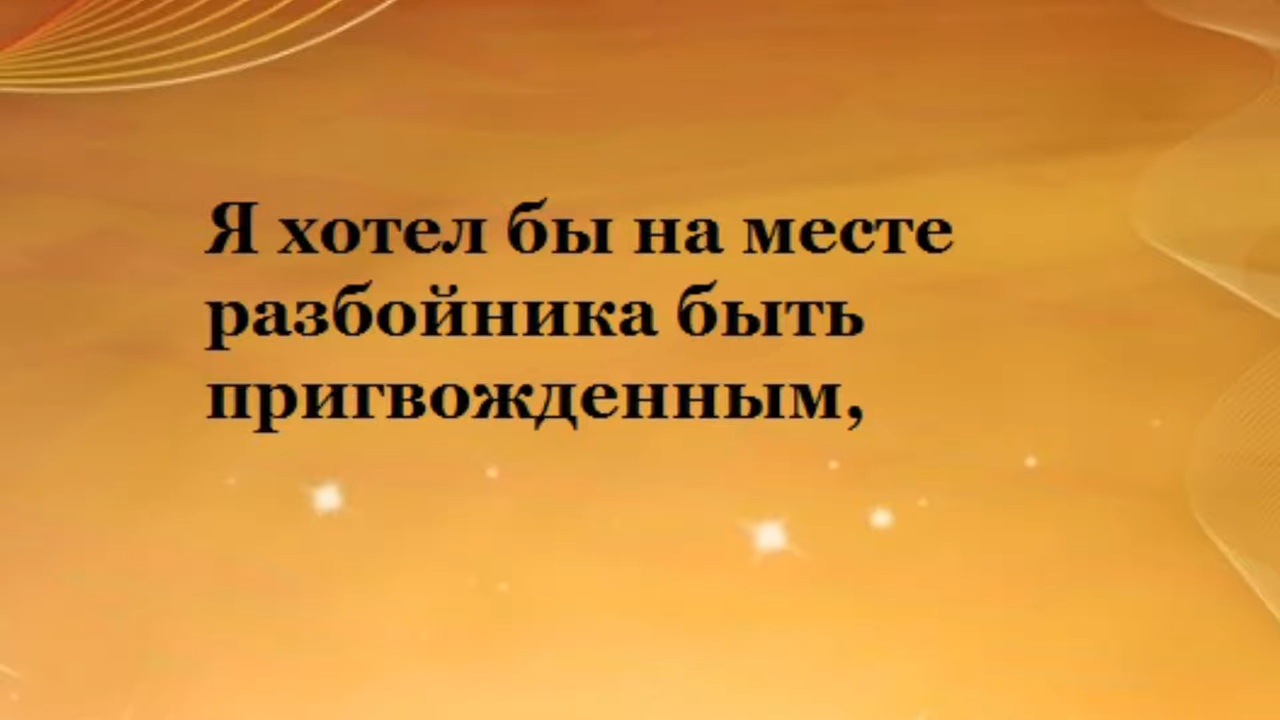 Я хотел бы на месте
разбойника быть
пригвожденным,